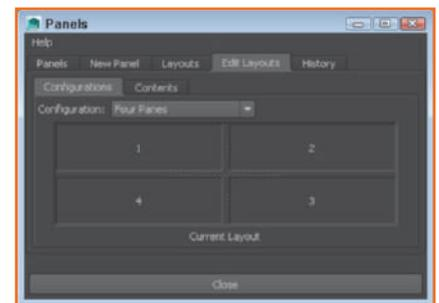 Panels
Help
Panels New Panel Layouts Edit Layouts History
Configurations Contents
Configuration: Four Panes
1 2
4 3
Current Layout
Close